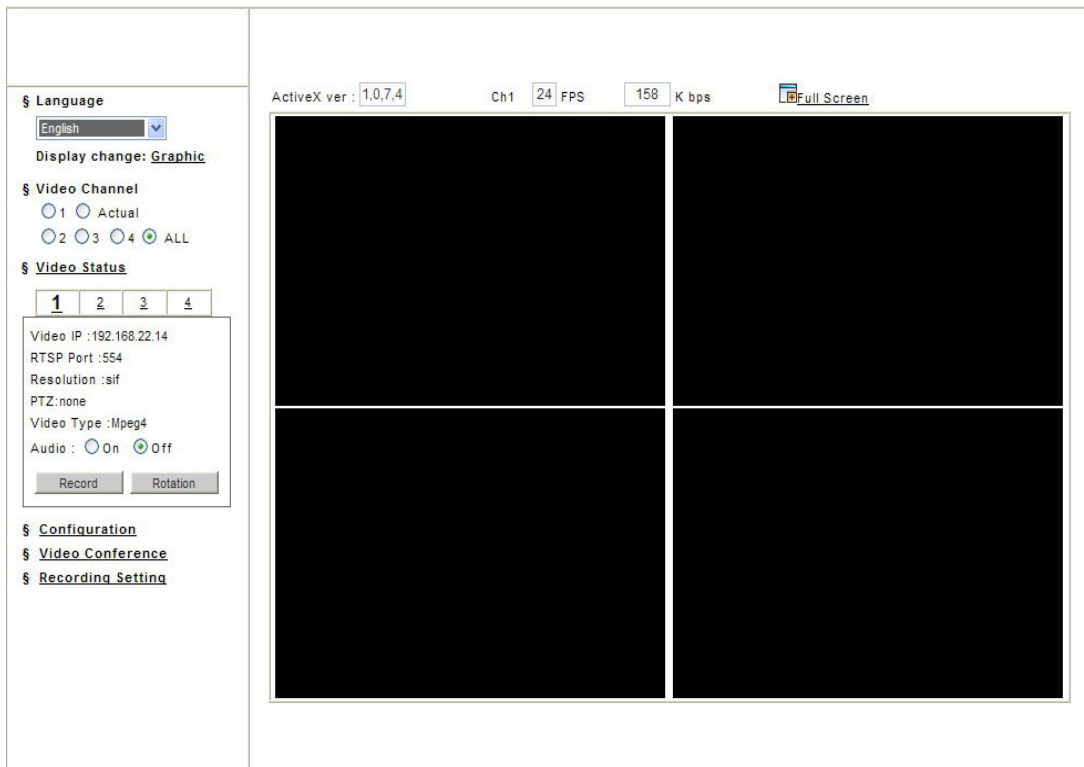 § Language
English
Display change: Graphic
§ Video Channel
1 Actual
2 3 4 ALL
§ Video Status
1 2 3 4
Video IP :192.168.22.14
RTSP Port :554
Resolution :sif
PTZ:none
Video Type :Mpeg4
Audio : On Off
Record Rotation
§ Configuration
§ Video Conference
§ Recording Setting
ActiveX ver : 1,0,7,4 Ch1 24 FPS 158 K bps Full Screen